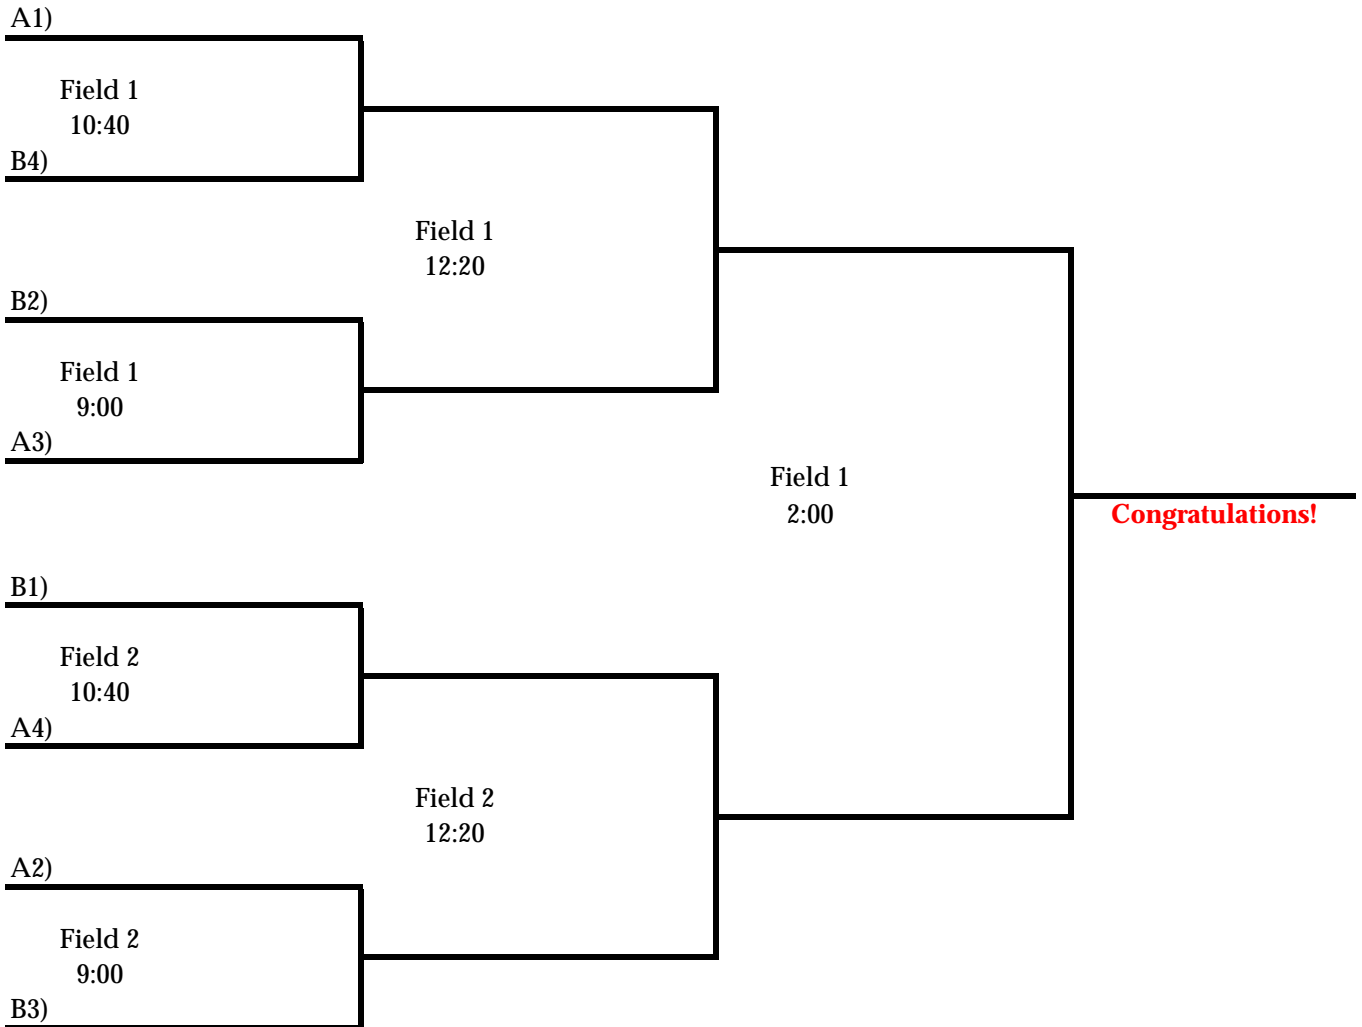 A1)
Field 1
10:40
B4)
Field 1
12:20
B2)
Field 1
9:00
A3)
Field 1
2:00
Congratulations!
B1)
Field 2
10:40
A4)
Field 2
12:20
A2)
Field 2
9:00
B3)